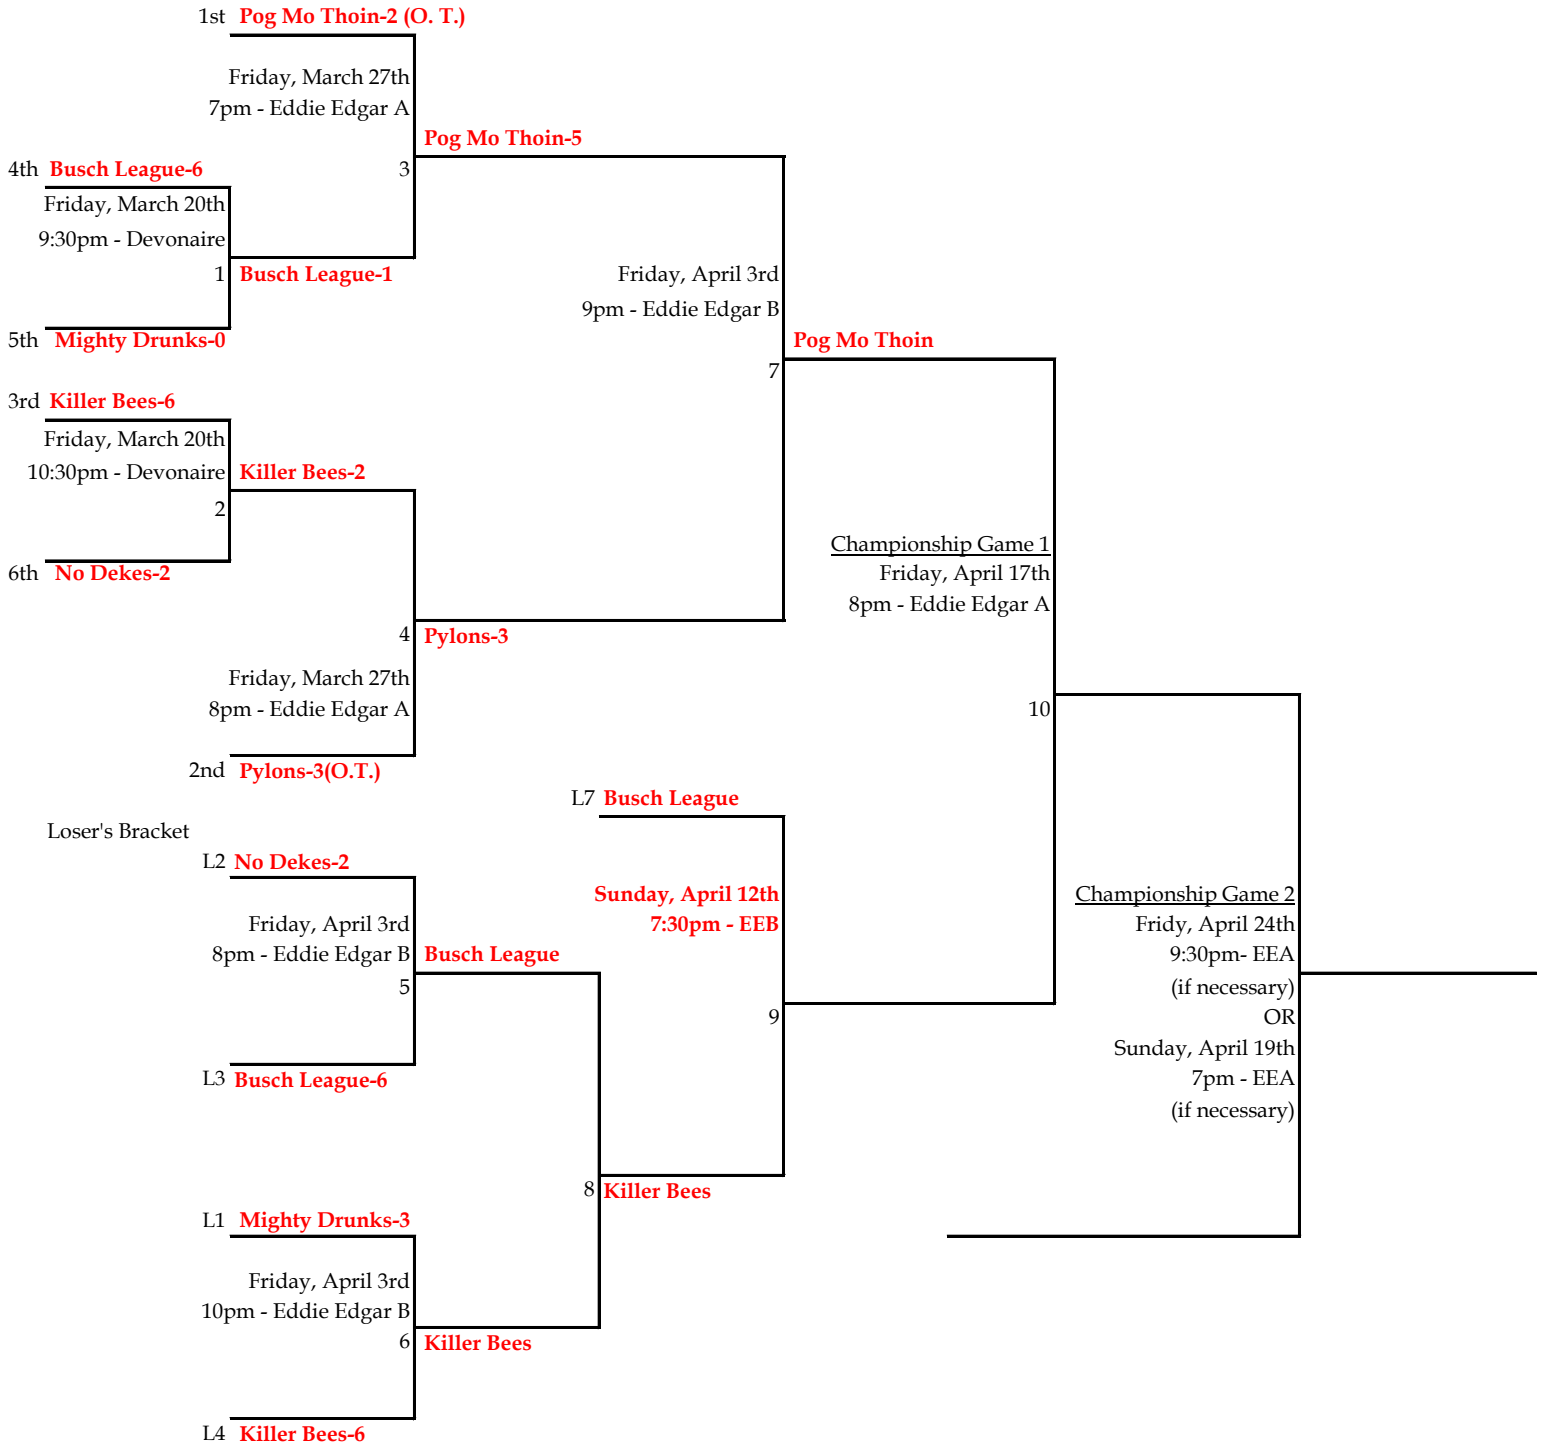 1st Pog Mo Thoin-2 (O. T.)
Friday, March 27th
7pm - Eddie Edgar A
Pog Mo Thoin-5
4th Busch League-6
3
Friday, March 20th
9:30pm - Devonaire
1 Busch League-1
Friday, April 3rd
9pm - Eddie Edgar B
5th Mighty Drunks-0
Pog Mo Thoin
7
3rd Killer Bees-6
Friday, March 20th
10:30pm - Devonaire
Killer Bees-2
2
Championship Game 1
6th No Dekes-2
Friday, April 17th
8pm - Eddie Edgar A
4 Pylons-3
Friday, March 27th
8pm - Eddie Edgar A
10
2nd Pylons-3(O.T.)
L7 Busch League
Loser's Bracket
L2 No Dekes-2
Sunday, April 12th
7:30pm - EEB
Championship Game 2
Friday, April 3rd
8pm - Eddie Edgar B
Busch League
Fridy, April 24th
9:30pm- EEA
5
(if necessary)
9
OR
Sunday, April 19th
L3 Busch League-6
7pm - EEA
(if necessary)
8 Killer Bees
L1 Mighty Drunks-3
Friday, April 3rd
10pm - Eddie Edgar B
6 Killer Bees
L4 Killer Bees-6